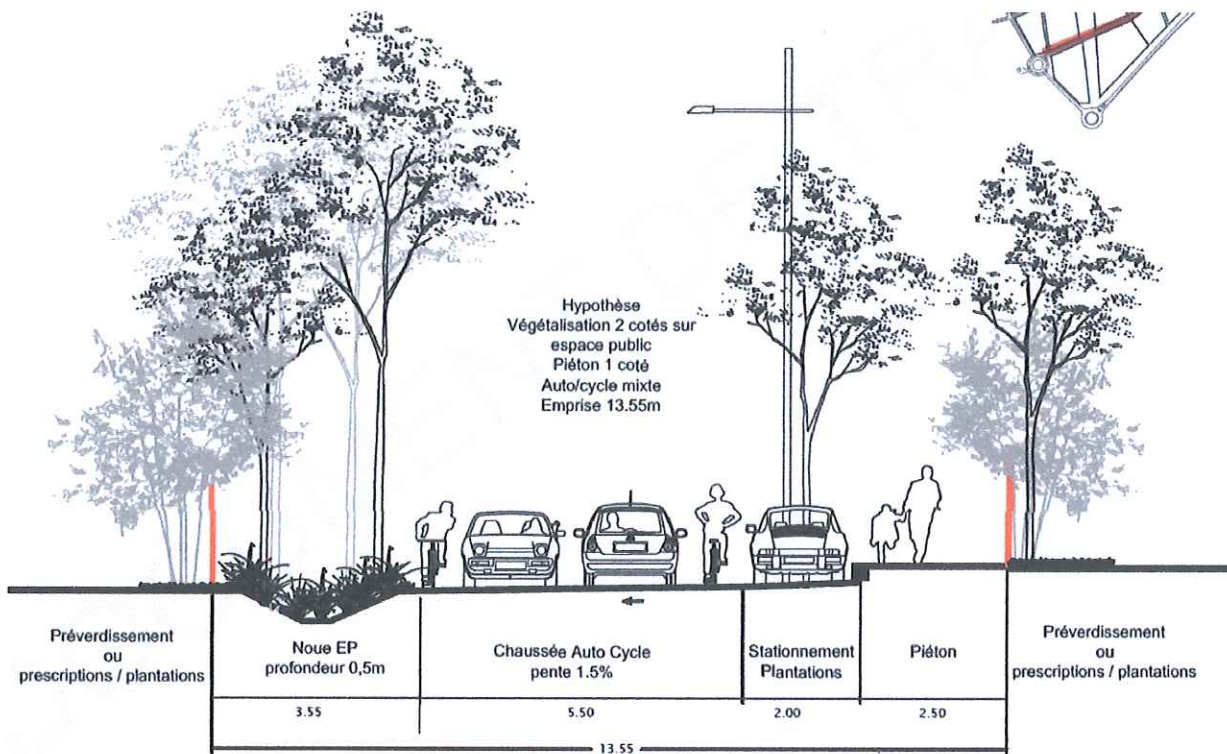 Hypothèse
Végétalisation 2 cotés sur
espace public
Piéton 1 coté
Auto/cycle mixte
Emprise 13.55m
Préverdissement
ou
prescriptions / plantations
Noue EP
profondeur 0,5m
Chaussée Auto Cycle
pente 1.5%
Stationnement
Plantations
Piéton
Préverdissement
ou
prescriptions / plantations
3.55
5.50
2.00
2.50
13.55